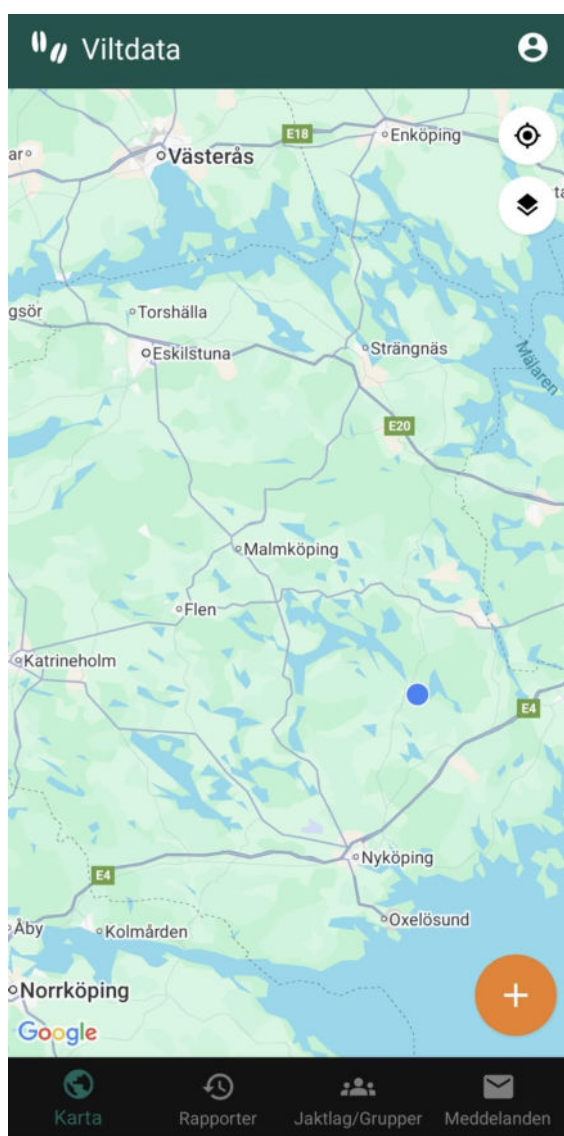 Viltdata
E18
Enköping
Västerås
Torshälla
Eskilstuna
Strängnäs
Mälaren
E20
Malmköping
Flen
Katrineholm
E4
Nyköping
E4
Oxelösund
Åby
Kolmården
Norrköping
Google
Karta
Rapporter
Jaktlag/Grupper
Meddelanden